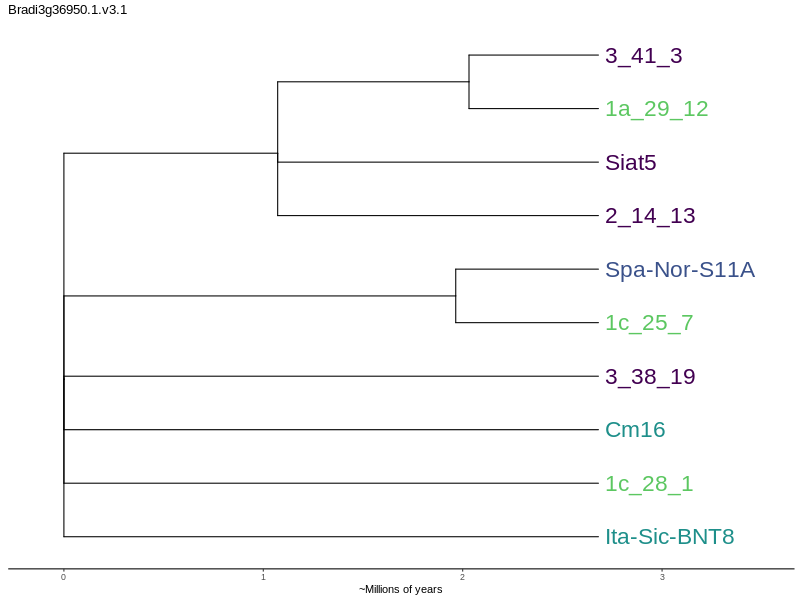 Bradi3g36950.1.v3.1
3_41_3
1a_29_12
Siat5
2_14_13
Spa-Nor-S11A
1c_25_7
3_38_19
Cm16
1c_28_1
Ita-Sic-BNT8
0 1 2 3
~Millions of years